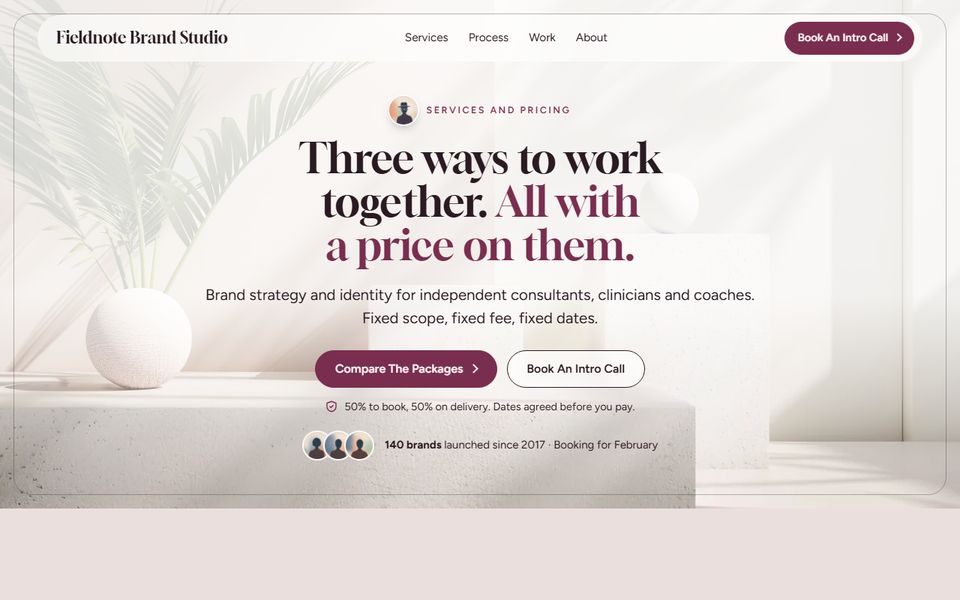 Fieldnote Brand Studio
Services
Process
Work
About
Book An Intro Call
SERVICES AND PRICING
Three ways to work
together. All with
a price on them.
Brand strategy and identity for independent consultants, clinicians and coaches.
Fixed scope, fixed fee, fixed dates.
Compare The Packages
Book An Intro Call
50% to book, 50% on delivery. Dates agreed before you pay.
140 brands launched since 2017 · Booking for February